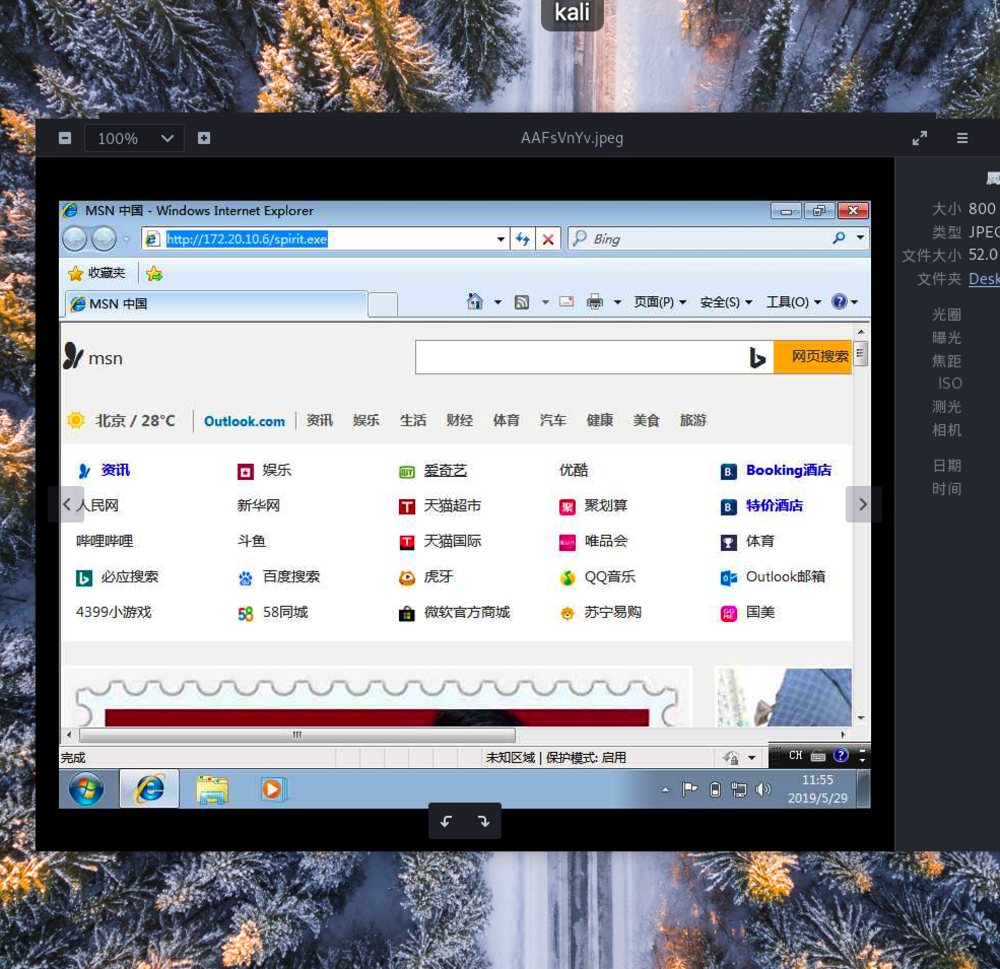 kali
100%
AAFsVnYv.jpeg
大小 800
类型 JPEG
文件大小 52.0
文件夹 Desk
光圈
曝光
焦距
ISO
测光
相机
日期
时间
MSN 中国 - Windows Internet Explorer
http://172.20.10.6/spirit.exe
Bing
收藏夹
MSN 中国
页面(P) 安全(S) 工具(O)
msn
网页搜索
北京 / 28°C Outlook.com 资讯 娱乐 生活 财经 体育 汽车 健康 美食 旅游
资讯 娱乐 爱奇艺 优酷 Booking酒店
人民网 新华网 天猫超市 聚划算 特价酒店
哔哩哔哩 斗鱼 天猫国际 唯品会 体育
必应搜索 百度搜索 虎牙 QQ音乐 Outlook邮箱
4399小游戏 58同城 微软官方商城 苏宁易购 国美
完成 未知区域 | 保护模式: 启用
CH
11:55
2019/5/29